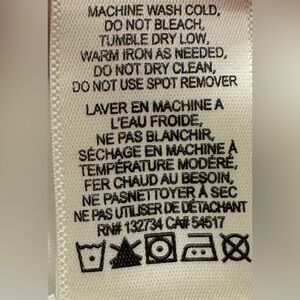 MACHINE WASH COLD,
DO NOT BLEACH,
TUMBLE DRY LOW,
WARM IRON AS NEEDED,
DO NOT DRY CLEAN,
DO NOT USE SPOT REMOVER
LAVER EN MACHINE A
L'EAU FROIDE,
NE PAS BLANCHIR,
SÉCHAGE EN MACHINE À
TEMPÉRATURE MODÉRÉ,
FER CHAUD AU BESOIN,
NE PASNETTOYER À SEC
NE PAS UTILISER DE DÉTACHANT
RN# 132734 CA# 54517